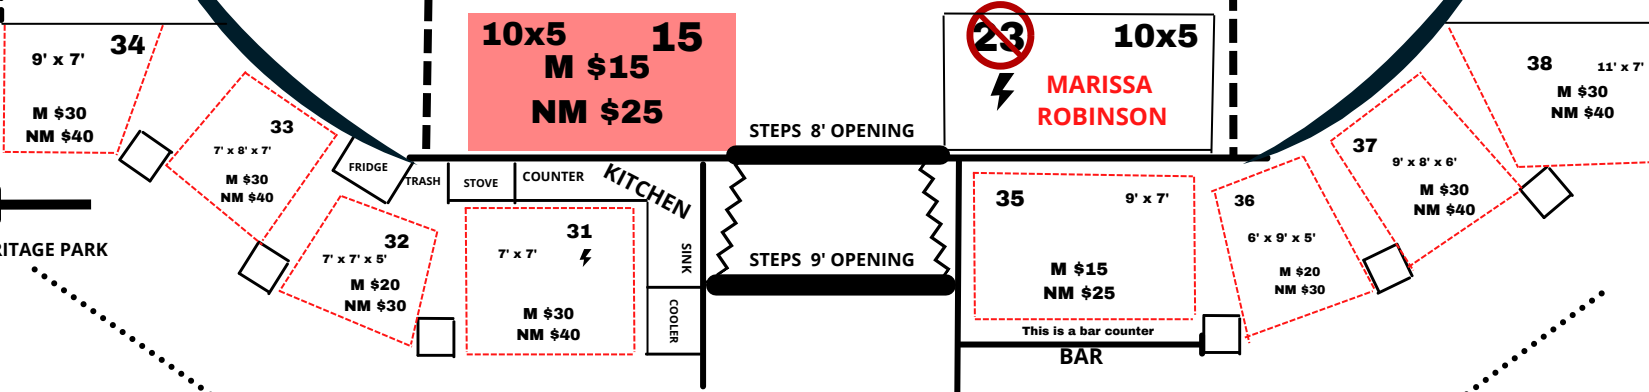 34
9' x 7'
M $30
NM $40
33
7' x 8' x 7'
M $30
NM $40
FRIDGE
TRASH
STOVE
COUNTER
KITCHEN
SINK
COOLER
32
7' x 7' x 5'
M $20
NM $30
31
7' x 7'
M $30
NM $40
RITAGE PARK
10x5
15
M $15
NM $25
STEPS 8' OPENING
STEPS 9' OPENING
23
10x5
MARISSA
ROBINSON
35
9' x 7'
M $15
NM $25
This is a bar counter
BAR
36
6' x 9' x 5'
M $20
NM $30
37
9' x 8' x 6'
M $30
NM $40
38
11' x 7'
M $30
NM $40